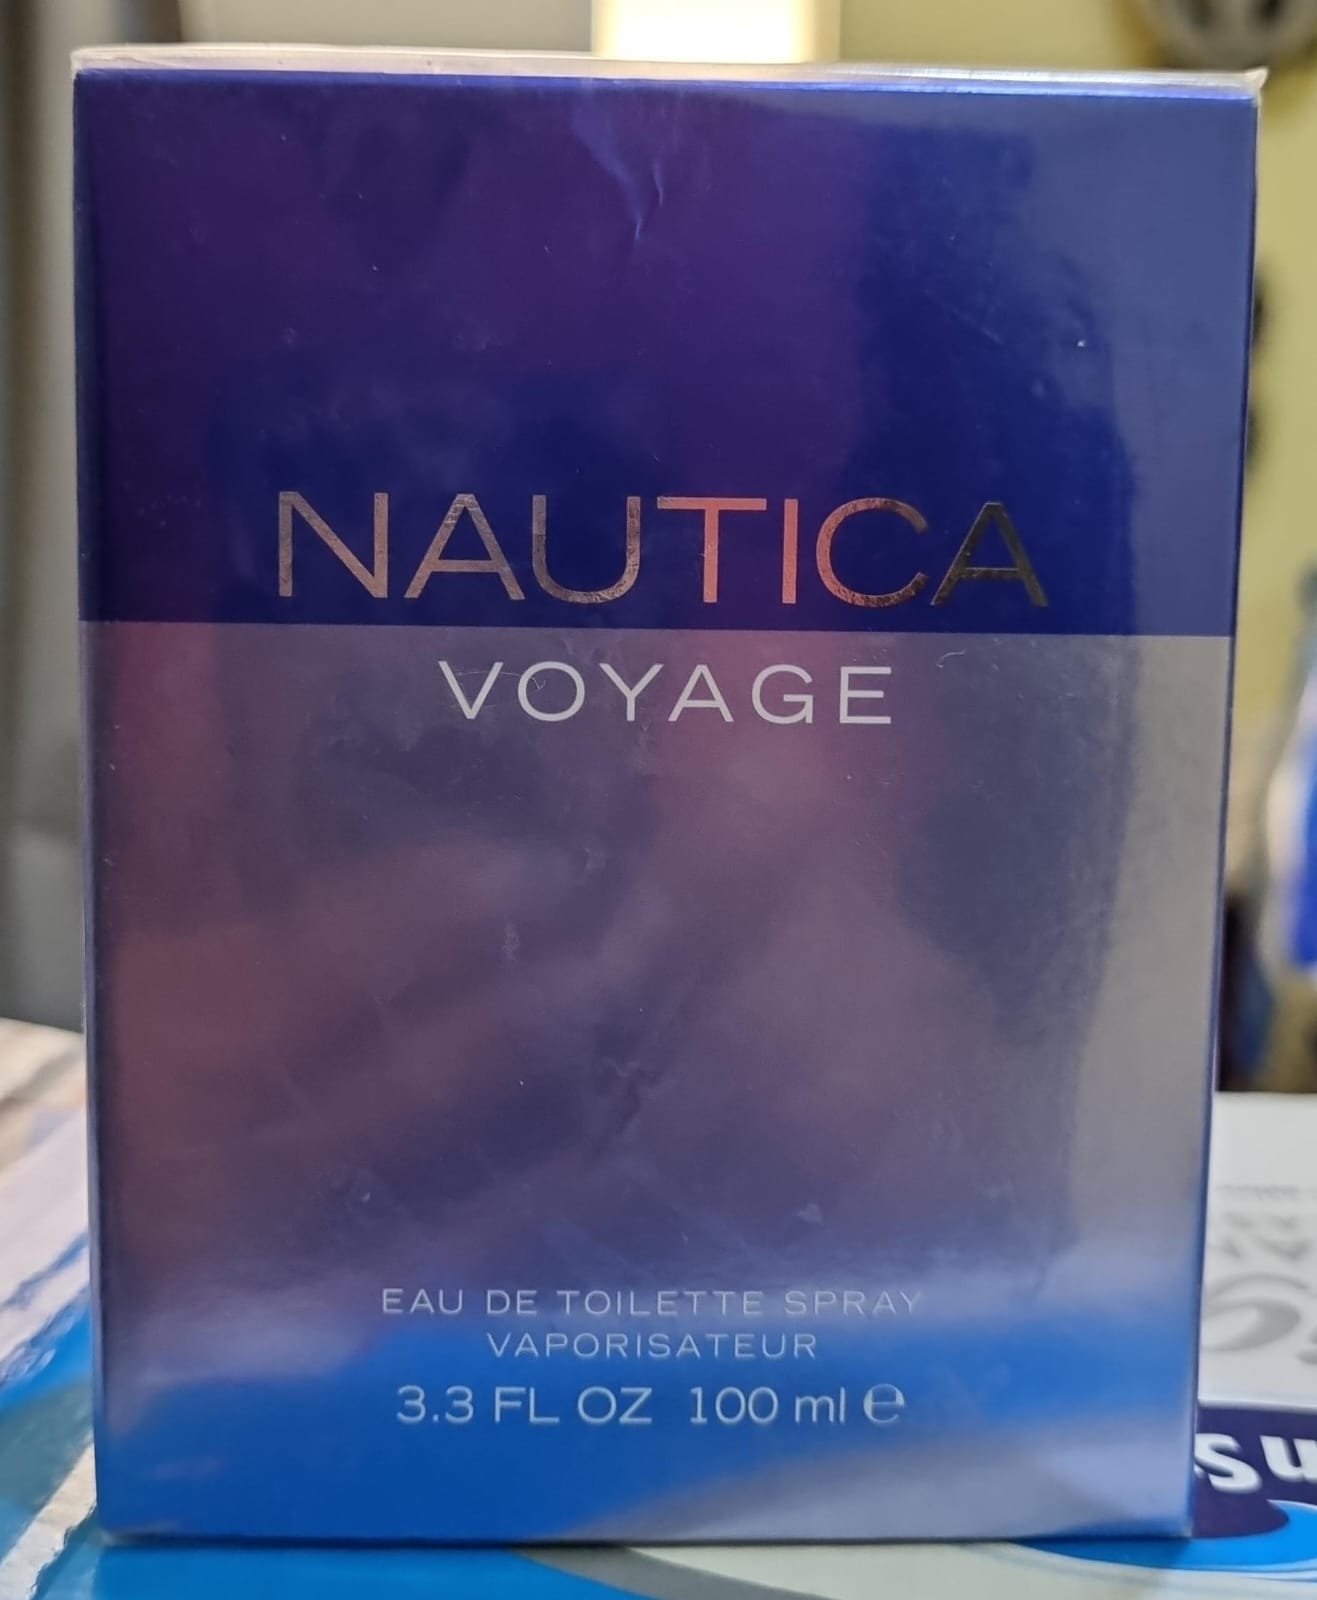 NAUTICA
VOYAGE
EAU DE TOILETTE SPRAY
VAPORISATEUR
3.3 FL OZ 100 ml ℮